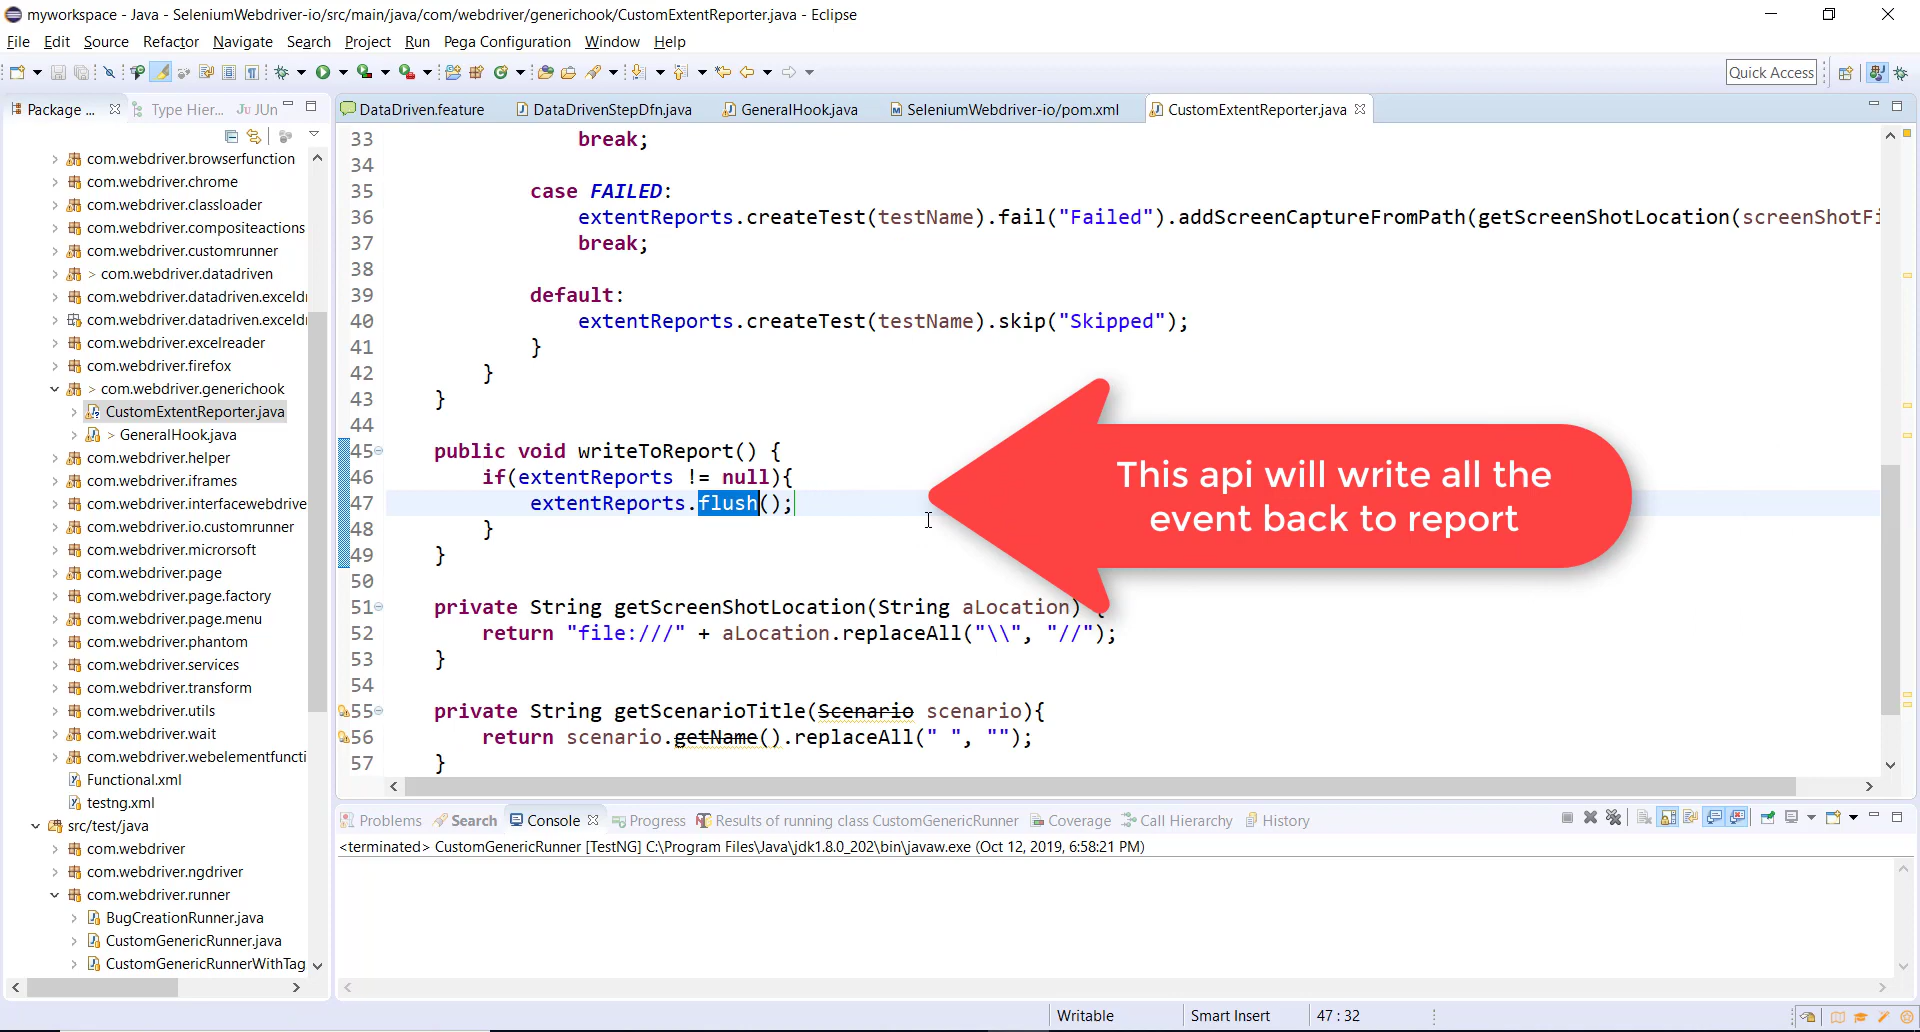 myworkspace - Java - SeleniumWebdriver-io/src/main/java/com/webdriver/generichook/CustomExtentReporter.java - Eclipse
File Edit Source Refactor Navigate Search Project Run Pega Configuration Window Help
Quick Access
Package ... Type Hier... Ju JUn
DataDriven.feature DataDrivenStepDfn.java GeneralHook.java SeleniumWebdriver-io/pom.xml CustomExtentReporter.java
com.webdriver.browserfunction
com.webdriver.chrome
com.webdriver.classloader
com.webdriver.compositeactions
com.webdriver.customrunner
> com.webdriver.datadriven
com.webdriver.datadriven.exceldr
com.webdriver.datadriven.exceldr
com.webdriver.excelreader
com.webdriver.firefox
> com.webdriver.generichook
CustomExtentReporter.java
> GeneralHook.java
com.webdriver.helper
com.webdriver.iframes
com.webdriver.interfacewebdrive
com.webdriver.io.customrunner
com.webdriver.microrsoft
com.webdriver.page
com.webdriver.page.factory
com.webdriver.page.menu
com.webdriver.phantom
com.webdriver.services
com.webdriver.transform
com.webdriver.utils
com.webdriver.wait
com.webdriver.webelementfuncti
Functional.xml
testng.xml
src/test/java
com.webdriver
com.webdriver.ngdriver
com.webdriver.runner
BugCreationRunner.java
CustomGenericRunner.java
CustomGenericRunnerWithTag
33 break;
34
35 case FAILED:
36 extentReports.createTest(testName).fail("Failed").addScreenCaptureFromPath(getScreenShotLocation(screenShotFi
37 break;
38
39 default:
40 extentReports.createTest(testName).skip("Skipped");
41 }
42 }
43 }
44
45 public void writeToReport() {
46 if(extentReports != null){
47 extentReports.flush();
48 }
49 }
50
51 private String getScreenShotLocation(String aLocation) {
52 return "file:///" + aLocation.replaceAll("\\", "//");
53 }
54
55 private String getScenarioTitle(Scenario scenario){
56 return scenario.getName().replaceAll(" ", "");
57 }
This api will write all the
event back to report
Problems Search Console Progress Results of running class CustomGenericRunner Coverage Call Hierarchy History
<terminated> CustomGenericRunner [TestNG] C:\Program Files\Java\jdk1.8.0_202\bin\javaw.exe (Oct 12, 2019, 6:58:21 PM)
Writable Smart Insert 47 : 32